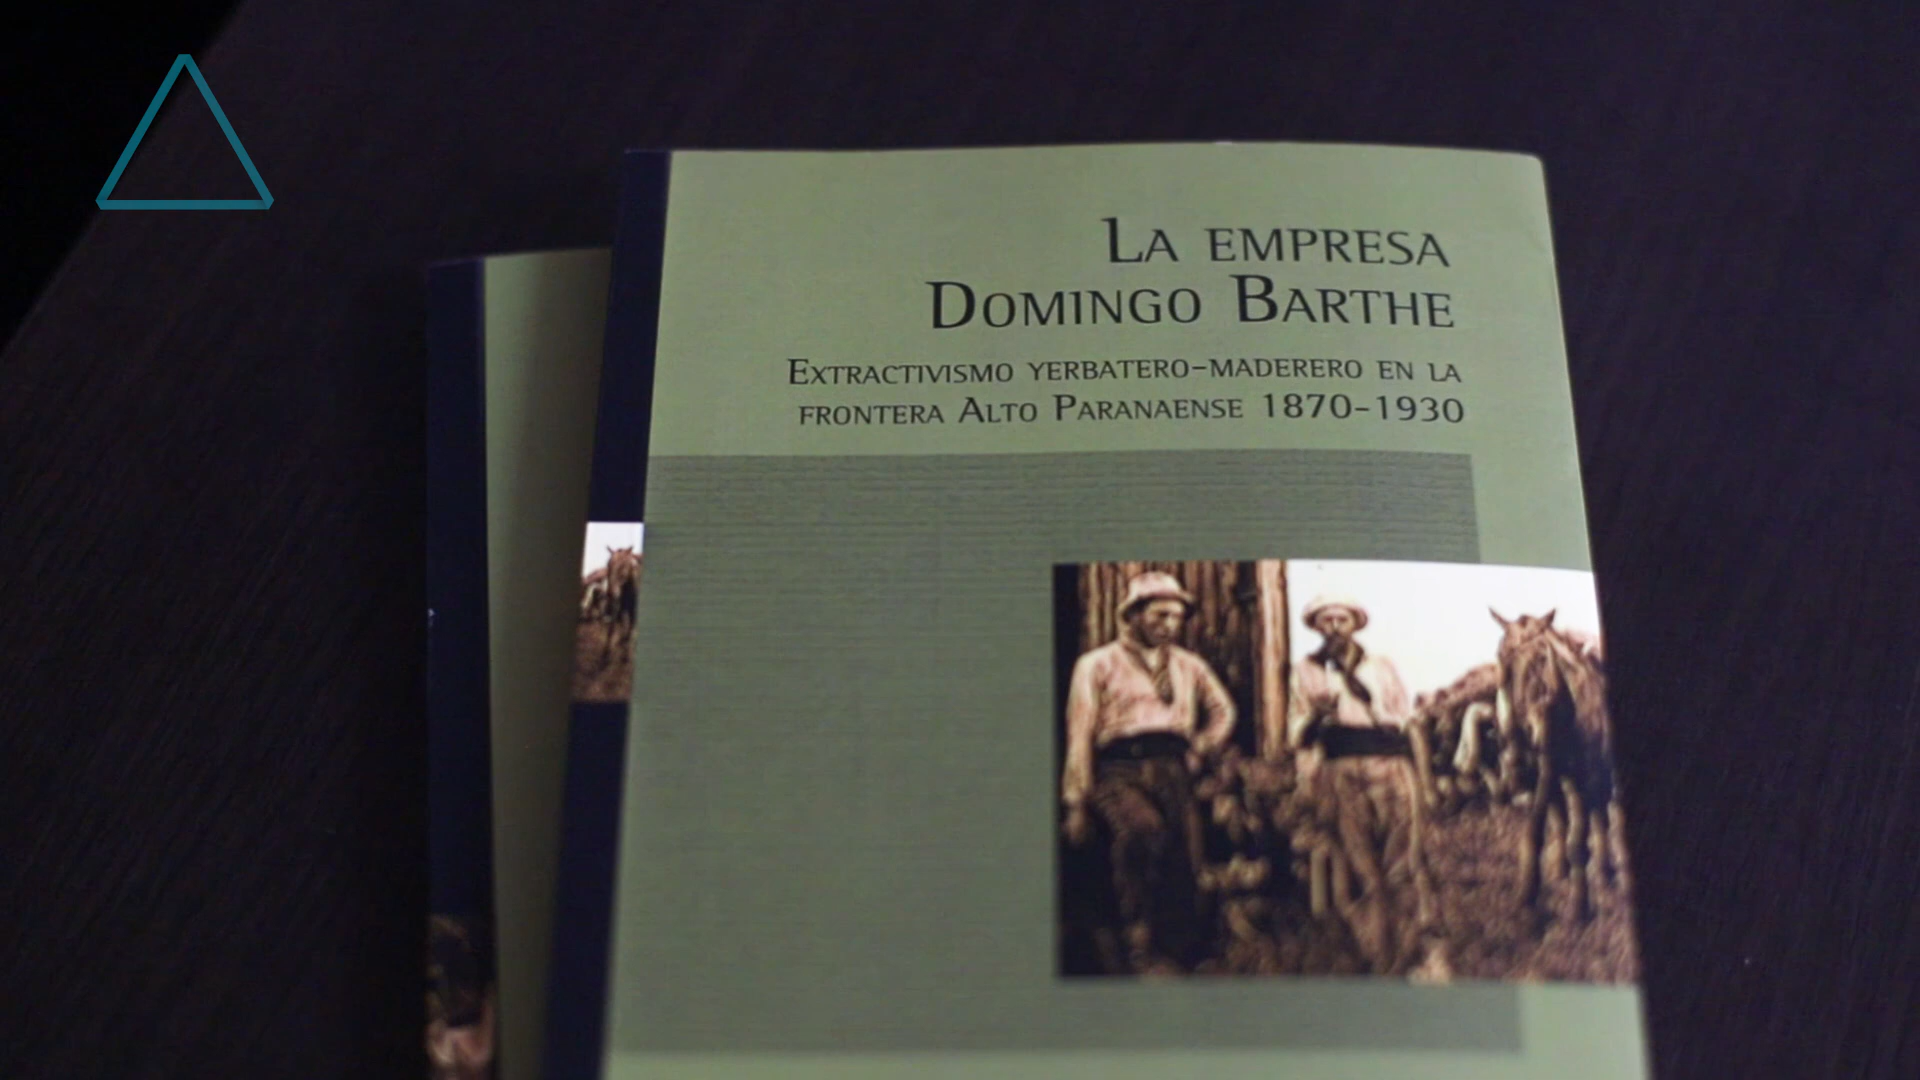 La empresa
Domingo Barthe
Extractivismo yerbatero-maderero en la
frontera Alto Paranaense 1870-1930